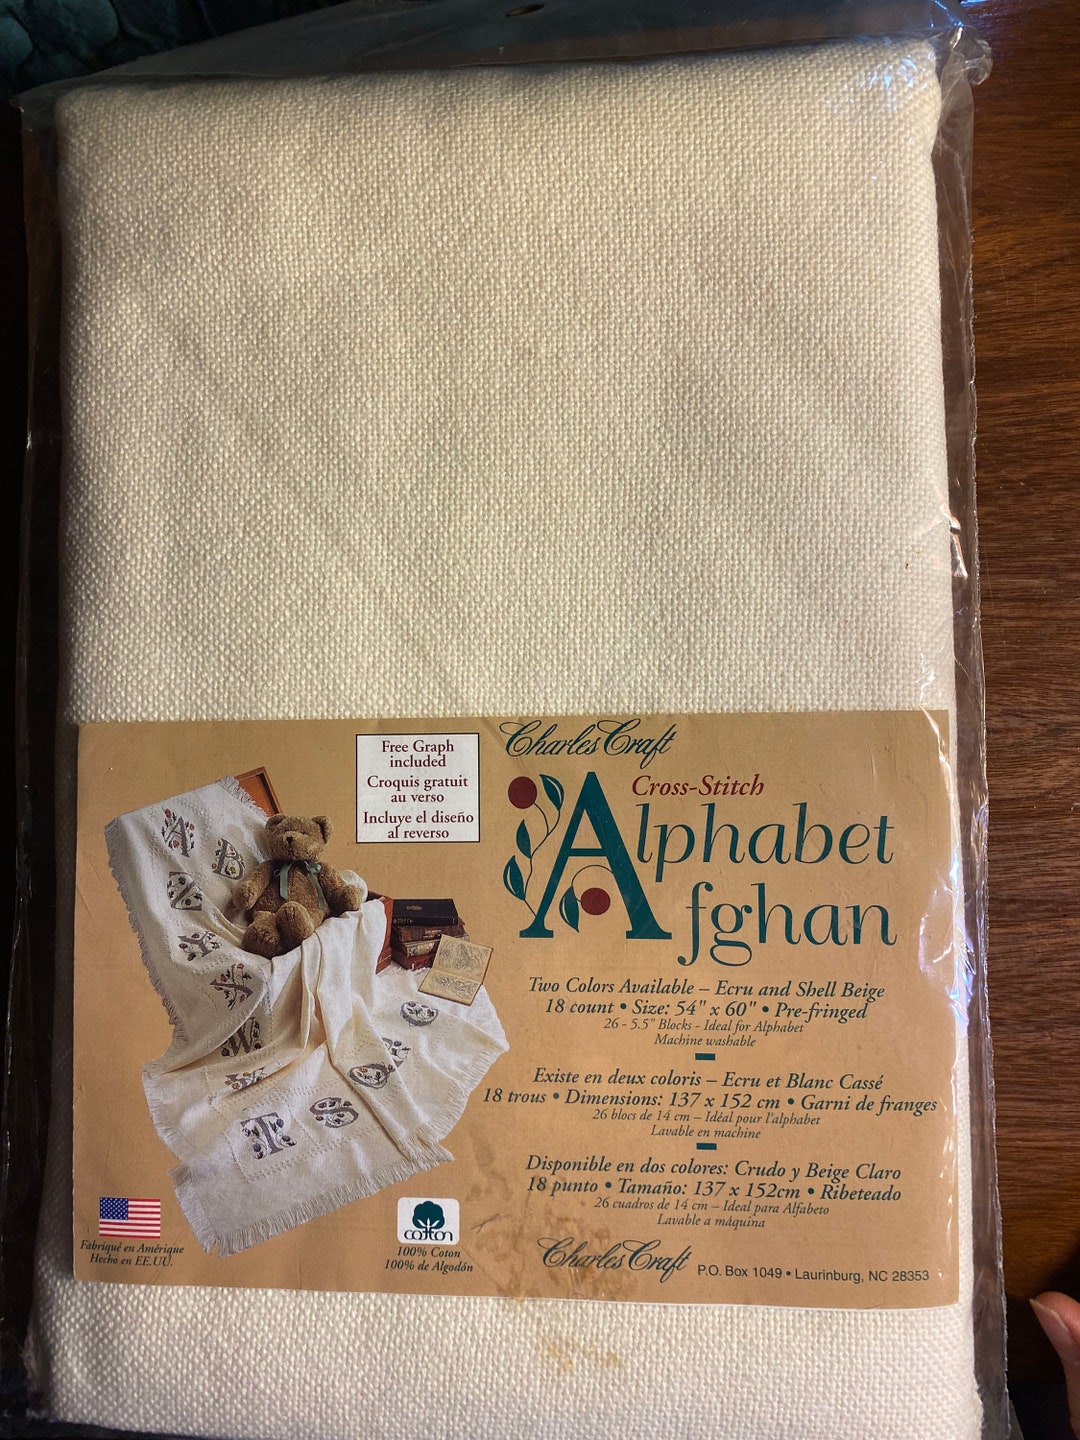 Free Graph
included
Croquis gratuit
au verso
Incluye el diseño
al reverso
Charles Craft
Cross-Stitch
Alphabet
Afghan
Two Colors Available – Ecru and Shell Beige
18 count • Size: 54" x 60" • Pre-fringed
26 - 5.5" Blocks - Ideal for Alphabet
Machine washable
Existe en deux coloris – Ecru et Blanc Cassé
18 trous • Dimensions: 137 x 152 cm • Garni de franges
26 blocs de 14 cm – Idéal pour l'alphabet
Lavable en machine
Disponible en dos colores: Crudo y Beige Claro
18 punto • Tamaño: 137 x 152cm • Ribeteado
26 cuadros de 14 cm – Ideal para Alfabeto
Lavable a máquina
Charles Craft P.O. Box 1049 • Laurinburg, NC 28353
Fabriqué en Amérique
Hecho en EE.UU.
cotton
100% Coton
100% de Algodón
A
B
W
T
S